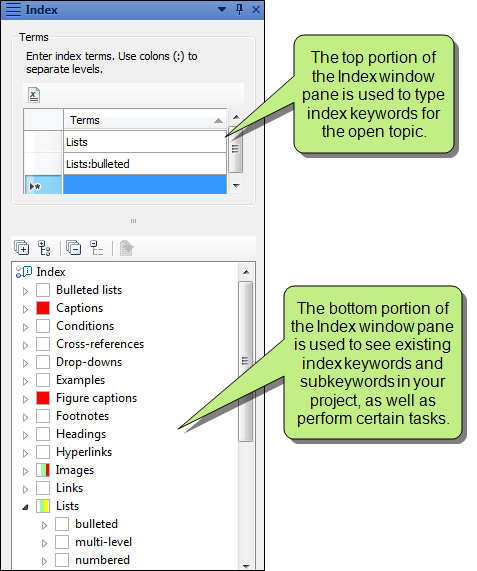 Index
Terms
Enter index terms. Use colons (:) to
separate levels.
Terms
Lists
Lists:bulleted
The top portion of
the Index window
pane is used to type
index keywords for
the open topic.
Index
Bulleted lists
Captions
Conditions
Cross-references
Drop-downs
Examples
Figure captions
Footnotes
Headings
Hyperlinks
Images
Links
Lists
bulleted
multi-level
numbered
The bottom portion of
the Index window pane
is used to see existing
index keywords and
subkeywords in your
project, as well as
perform certain tasks.